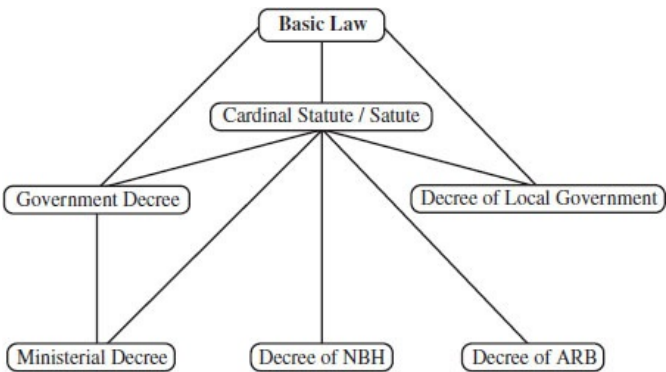 Basic Law
Cardinal Statute / Satute
Government Decree
Decree of Local Government
Ministerial Decree
Decree of NBH
Decree of ARB